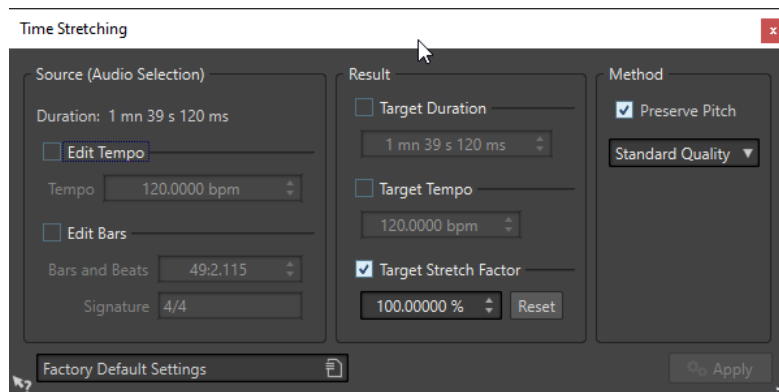 Time Stretching
x
Source (Audio Selection)
Duration: 1 mn 39 s 120 ms
Edit Tempo
Tempo 120.0000 bpm
Edit Bars
Bars and Beats 49:2.115
Signature 4/4
Result
Target Duration
1 mn 39 s 120 ms
Target Tempo
120.0000 bpm
Target Stretch Factor
100.00000 % Reset
Method
Preserve Pitch
Standard Quality
Factory Default Settings
?
Apply